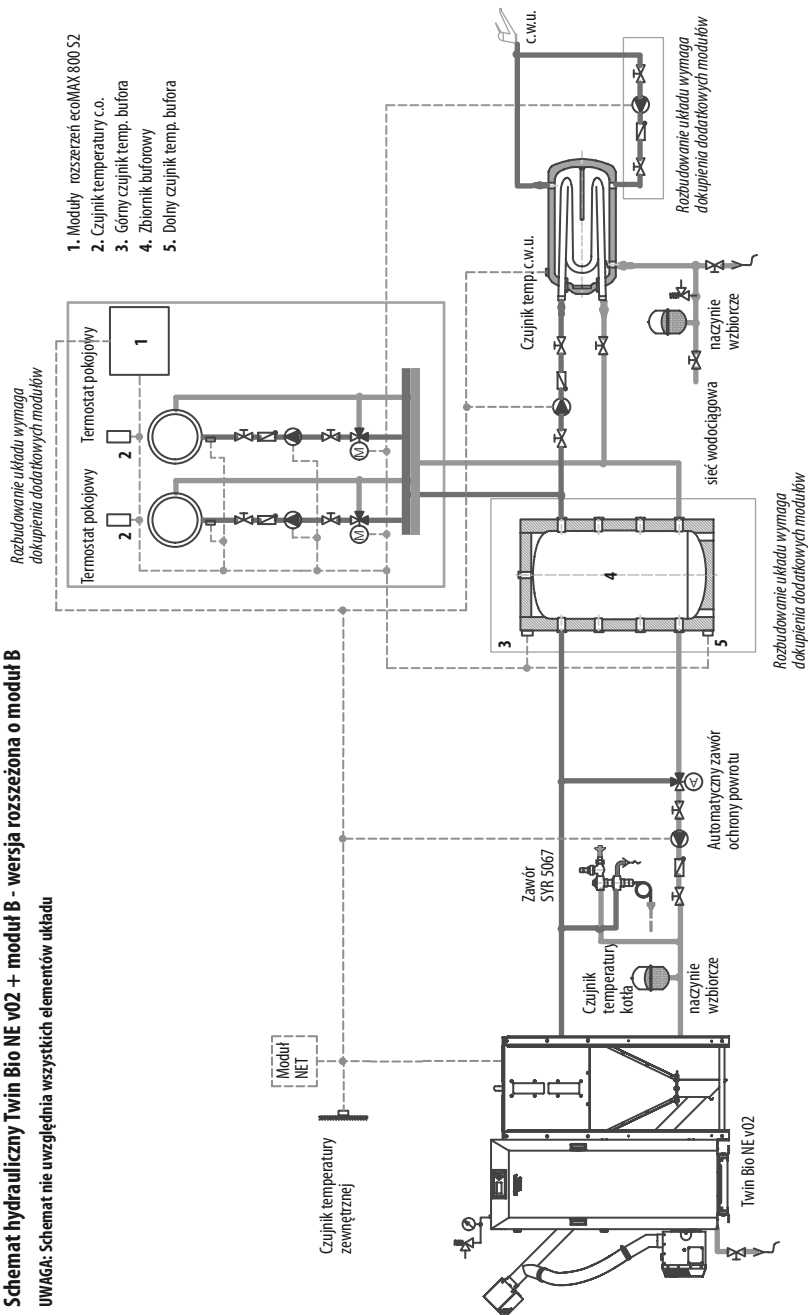 Schemat hydrauliczny Twin Bio NE v02 + moduł B - wersja rozszeżona o moduł B
UWAGA: Schemat nie uwzględnia wszystkich elementów układu
1. Moduły rozszerzeń ecoMAX 800 S2
2. Czujnik temperatury c.o.
3. Górny czujnik temp. bufora
4. Zbiornik buforowy
5. Dolny czujnik temp. bufora
Rozbudowanie układu wymaga
dokupienia dodatkowych modułów
Termostat pokojowy
2
Termostat pokojowy
2
1
M
M
c.w.u.
Czujnik temp. c.w.u.
Rozbudowanie układu wymaga
dokupienia dodatkowych modułów
naczynie
wzbiorcze
sieć wodociągowa
3
4
5
Rozbudowanie układu wymaga
dokupienia dodatkowych modułów
Moduł
NET
Czujnik temperatury
zewnętrznej
Zawór
SYR 5067
Czujnik
temperatury
kotła
naczynie
wzbiorcze
A
Automatyczny zawór
ochrony powrotu
Twin Bio NE v02